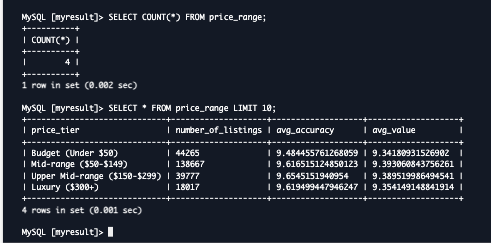 MySQL [myresult]> SELECT COUNT(*) FROM price_range;
+----------+
| COUNT(*) |
+----------+
|        4 |
+----------+
1 row in set (0.002 sec)
MySQL [myresult]> SELECT * FROM price_range LIMIT 10;
+----------------------------+--------------------+-------------------+-------------------+
| price_tier                 | number_of_listings | avg_accuracy      | avg_value         |
+----------------------------+--------------------+-------------------+-------------------+
| Budget (Under $50)         | 44265              | 9.484455761268059 | 9.34180931526902  |
| Mid-range ($50-$149)       | 138667             | 9.616515124850123 | 9.393060843756261 |
| Upper Mid-range ($150-$299) | 39777              | 9.6545151940954   | 9.389519986494541 |
| Luxury ($300+)             | 18017              | 9.619499447946247 | 9.354149148841914 |
+----------------------------+--------------------+-------------------+-------------------+
4 rows in set (0.001 sec)
MySQL [myresult]>